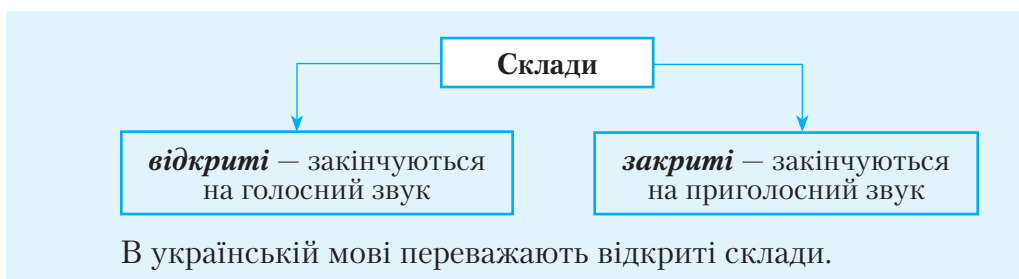 Склади
відкриті — закінчуються
на голосний звук
закриті — закінчуються
на приголосний звук
В українській мові переважають відкриті склади.